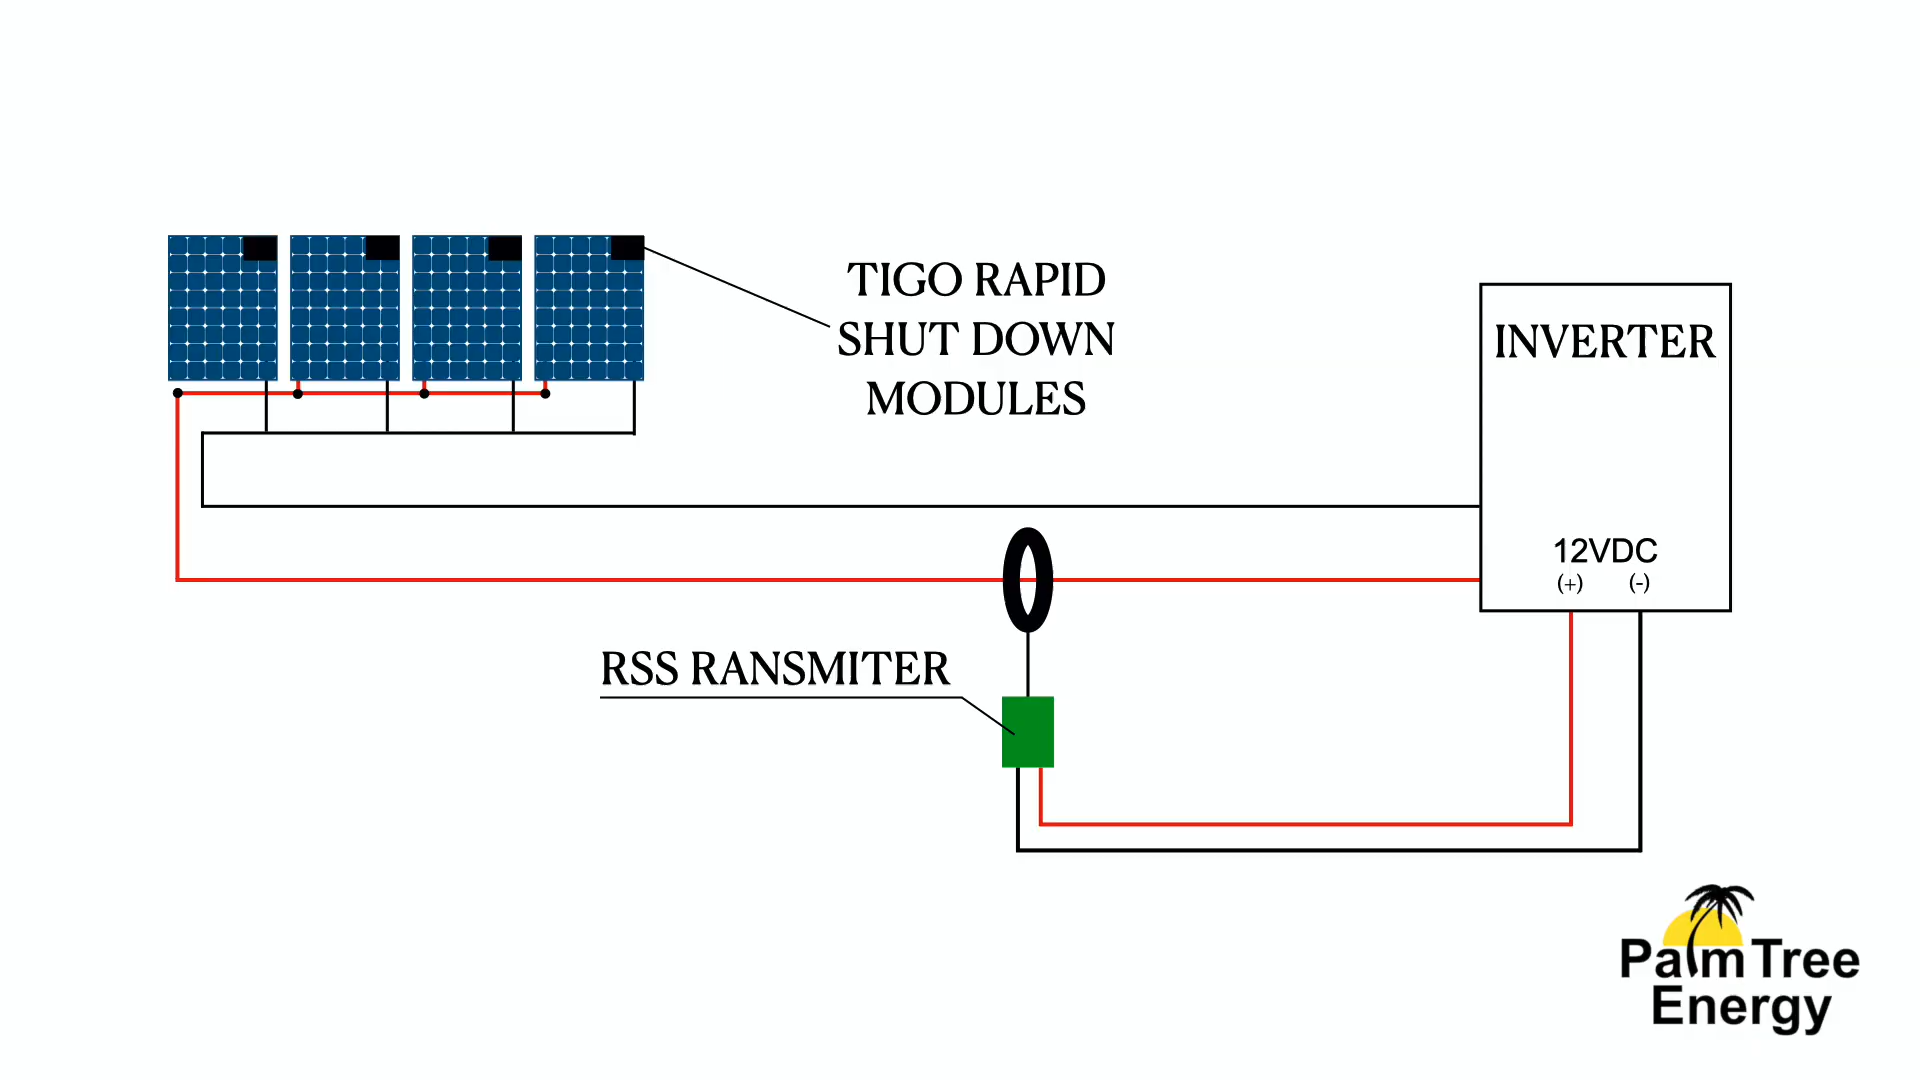 TIGO RAPID
SHUT DOWN
MODULES
INVERTER
12VDC
(+) (-)
RSS RANSMITER
Palm Tree
Energy